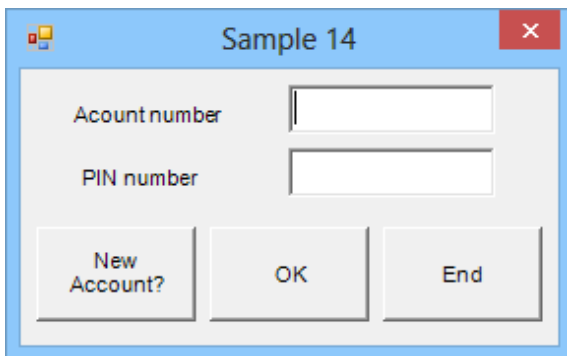 Sample 14
Acount number
PIN number
New
Account?
OK
End